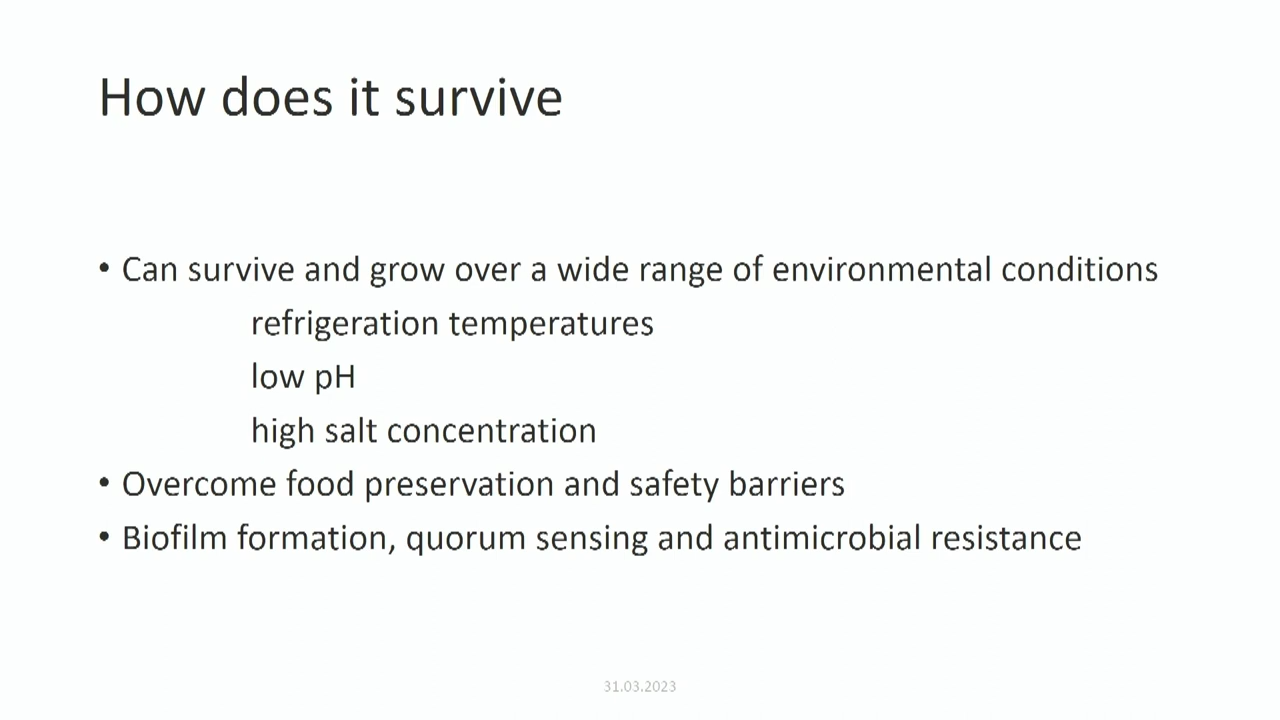 How does it survive
• Can survive and grow over a wide range of environmental conditions
refrigeration temperatures
low pH
high salt concentration
• Overcome food preservation and safety barriers
• Biofilm formation, quorum sensing and antimicrobial resistance
31.03.2023